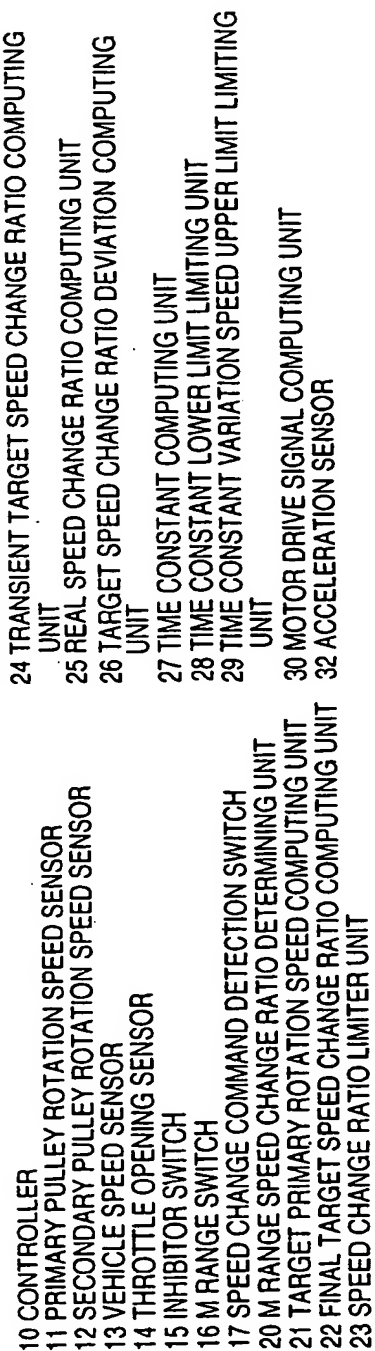 10 CONTROLLER
11 PRIMARY PULLEY ROTATION SPEED SENSOR
12 SECONDARY PULLEY ROTATION SPEED SENSOR
13 VEHICLE SPEED SENSOR
14 THROTTLE OPENING SENSOR
15 INHIBITOR SWITCH
16 M RANGE SWITCH
17 SPEED CHANGE COMMAND DETECTION SWITCH
20 M RANGE SPEED CHANGE RATIO DETERMINING UNIT
21 TARGET PRIMARY ROTATION SPEED COMPUTING UNIT
22 FINAL TARGET SPEED CHANGE RATIO COMPUTING UNIT
23 SPEED CHANGE RATIO LIMITER UNIT
24 TRANSIENT TARGET SPEED CHANGE RATIO COMPUTING
UNIT
25 REAL SPEED CHANGE RATIO COMPUTING UNIT
26 TARGET SPEED CHANGE RATIO DEVIATION COMPUTING
UNIT
27 TIME CONSTANT COMPUTING UNIT
28 TIME CONSTANT LOWER LIMIT LIMITING UNIT
29 TIME CONSTANT VARIATION SPEED UPPER LIMIT LIMITING
UNIT
30 MOTOR DRIVE SIGNAL COMPUTING UNIT
32 ACCELERATION SENSOR